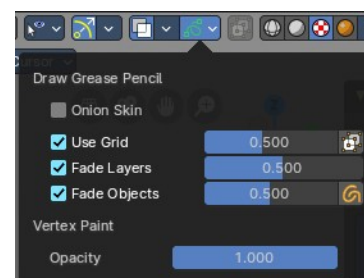 Cursor
Draw Grease Pencil
Onion Skin
Use Grid 0.500
Fade Layers 0.500
Fade Objects 0.500
Vertex Paint
Opacity 1.000